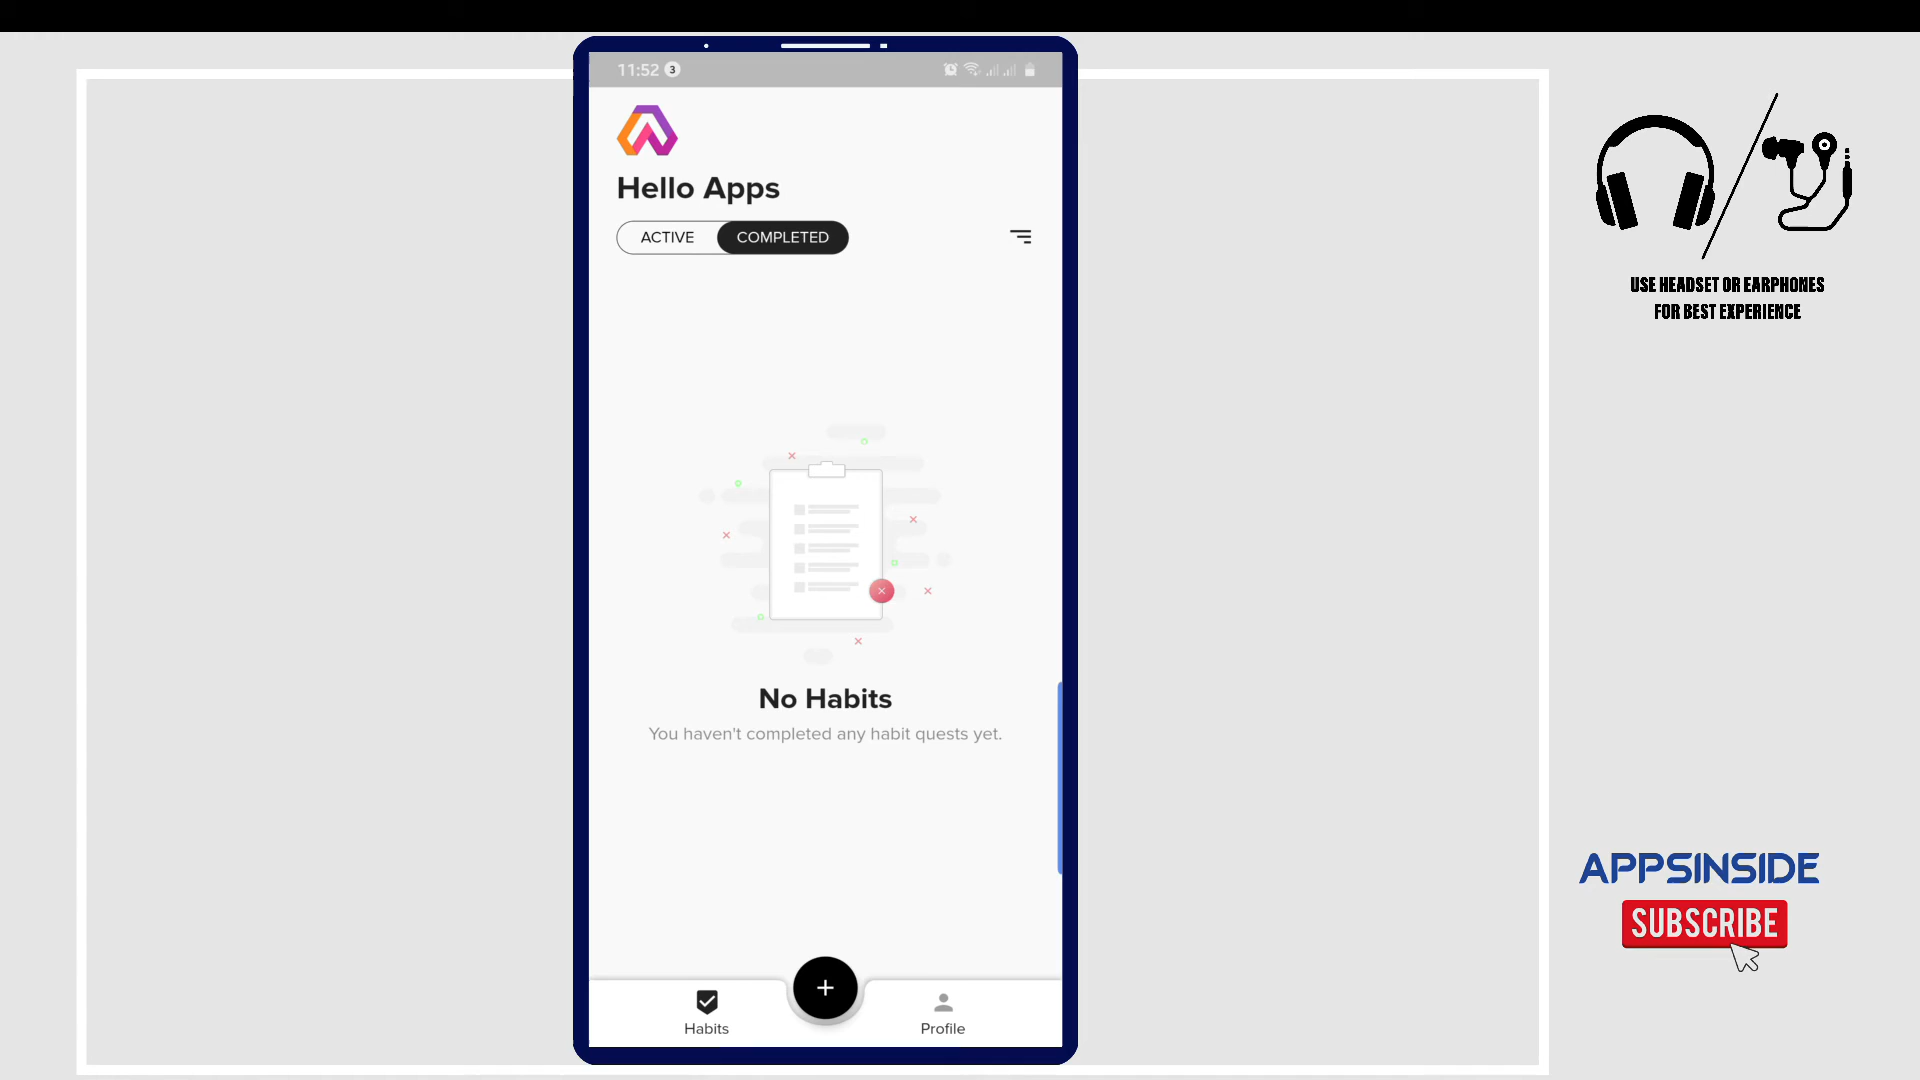 11:52 3
Hello Apps
ACTIVE COMPLETED
No Habits
You haven't completed any habit quests yet.
Habits
Profile
USE HEADSET OR EARPHONES
FOR BEST EXPERIENCE
APPSINSIDE
SUBSCRIBE